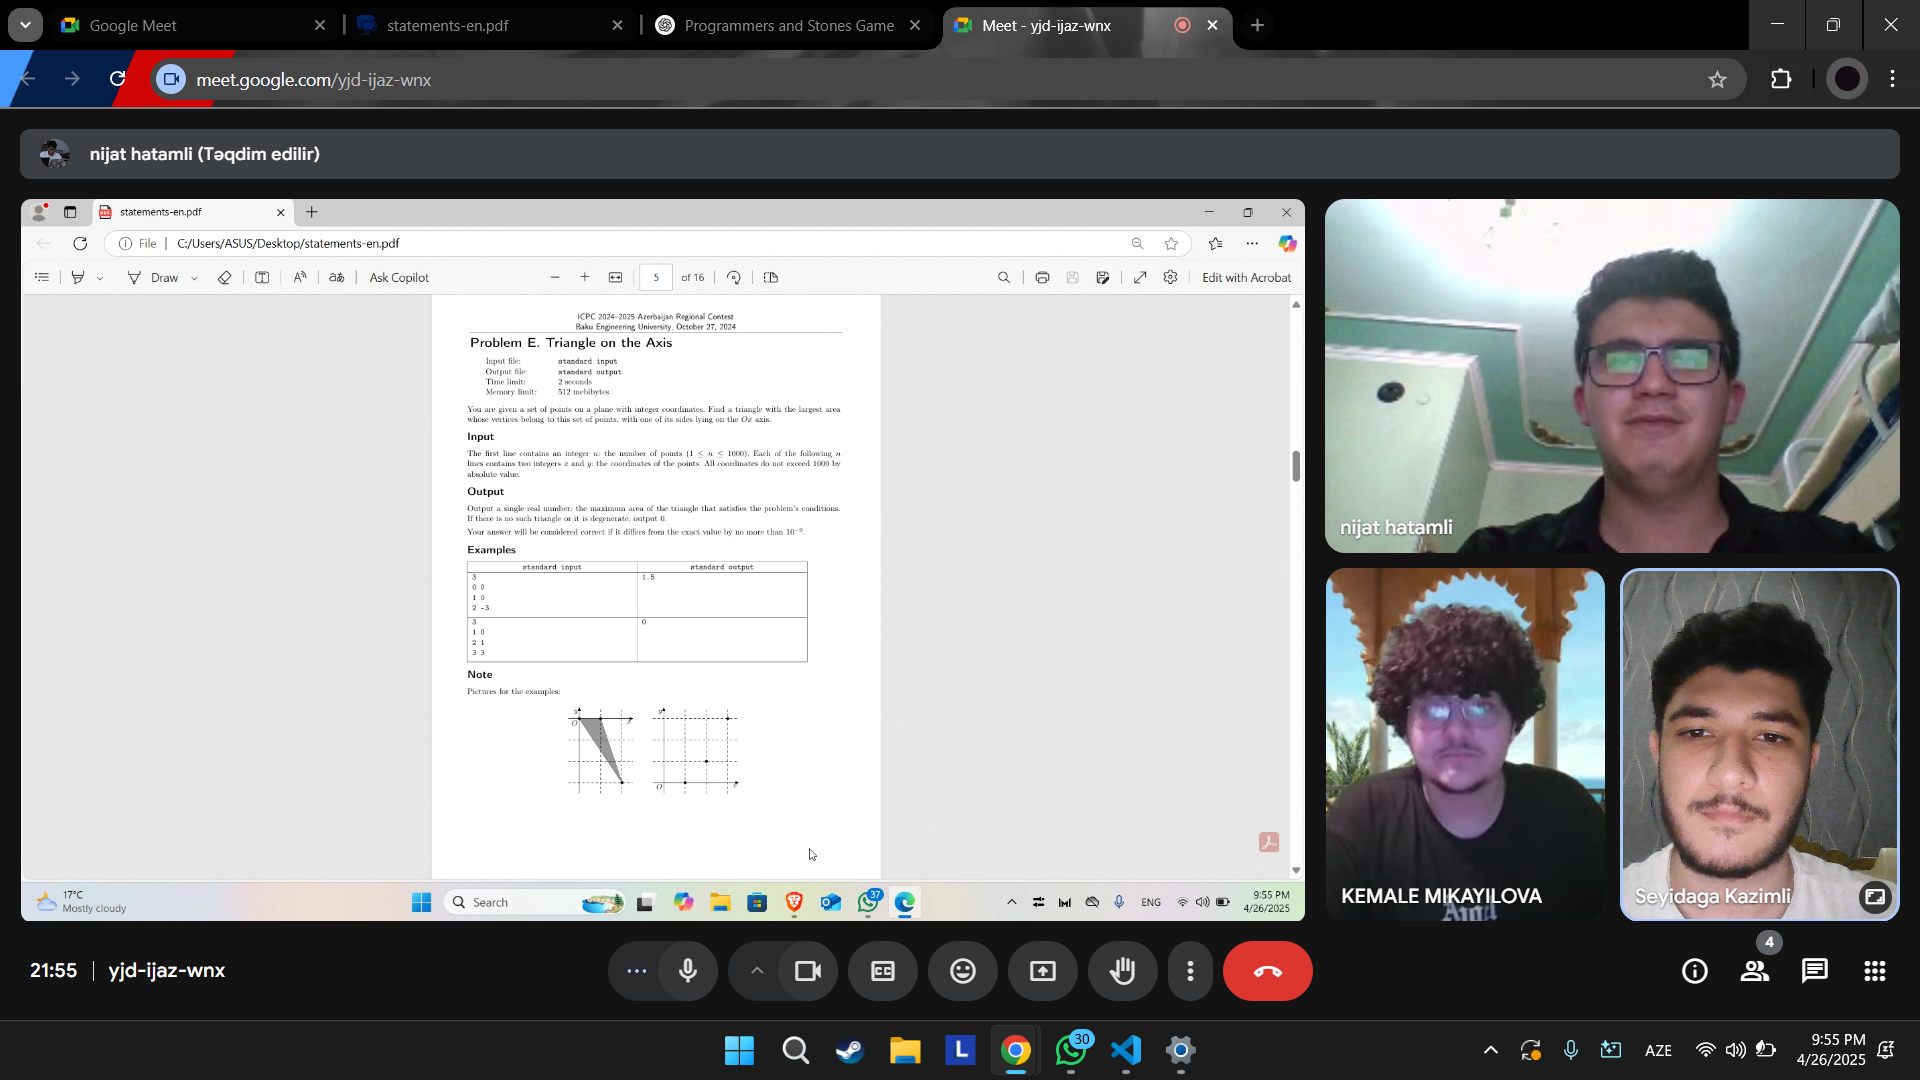 Google Meet
statements-en.pdf
Programmers and Stones Game
Meet - yjd-ijaz-wnx
meet.google.com/yjd-ijaz-wnx
nijat hatamli (Təqdim edilir)
statements-en.pdf
File
C:/Users/ASUS/Desktop/statements-en.pdf
Draw
Ask Copilot
5
of 16
Edit with Acrobat
ICPC 2024–2025 Azerbaijan Regional Contest
Baku Engineering University, October 27, 2024
Problem E. Triangle on the Axis
Input file: standard input
Output file: standard output
Time limit: 2 seconds
Memory limit: 512 mebibytes
You are given a set of points on a plane with integer coordinates. Find a triangle with the largest area
whose vertices belong to this set of points, with one of its sides lying on the Ox axis.
Input
The first line contains an integer n: the number of points (1 ≤ n ≤ 1000). Each of the following n
lines contains two integers x and y: the coordinates of the points. All coordinates do not exceed 1000 by
absolute value.
Output
Output a single real number: the maximum area of the triangle that satisfies the problem's conditions.
If there is no such triangle or it is degenerate, output 0.
Your answer will be considered correct if it differs from the exact value by no more than 10⁻⁹.
Examples
standard input standard output
3 1.5
0 0
1 0
2 -3
3 0
1 0
2 1
3 3
Note
Pictures for the examples:
y y
O x
O x
17°C
Mostly cloudy
Search
37
ENG
9:55 PM
4/26/2025
nijat hatamli
KEMALE MIKAYILOVA
Seyidaga Kazimli
21:55 | yjd-ijaz-wnx
CC
4
L
30
AZE
9:55 PM
4/26/2025